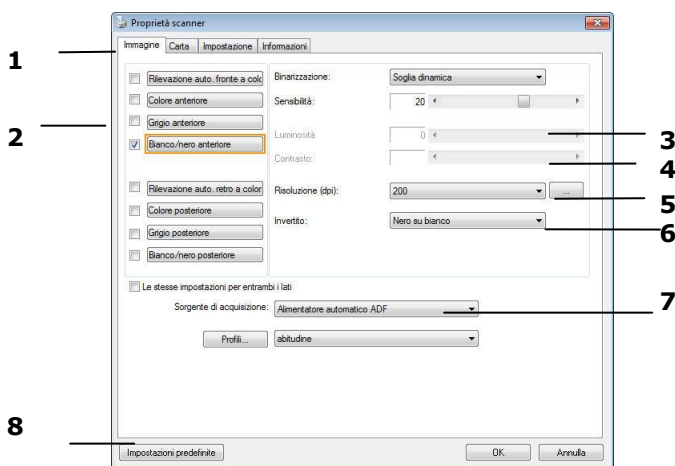 Proprietà scanner
Immagine Carta Impostazione Informazioni
1
Rilevazione auto. fronte a colo Binarizzazione: Soglia dinamica
Colore anteriore Sensibilità: 20
Grigio anteriore
2 Bianco/nero anteriore Luminosità 0 3
Contrasto: 4
Rilevazione auto. retro a color Risoluzione (dpi): 200 ... 5
Colore posteriore Invertito: Nero su bianco 6
Grigio posteriore
Bianco/nero posteriore
Le stesse impostazioni per entrambi i lati
Sorgente di acquisizione: Alimentatore automatico ADF 7
Profili... abitudine
8
Impostazioni predefinite OK Annulla